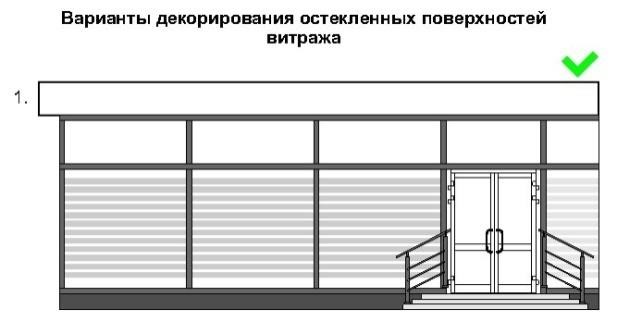 Варианты декорирования остекленных поверхностей
витража
1.